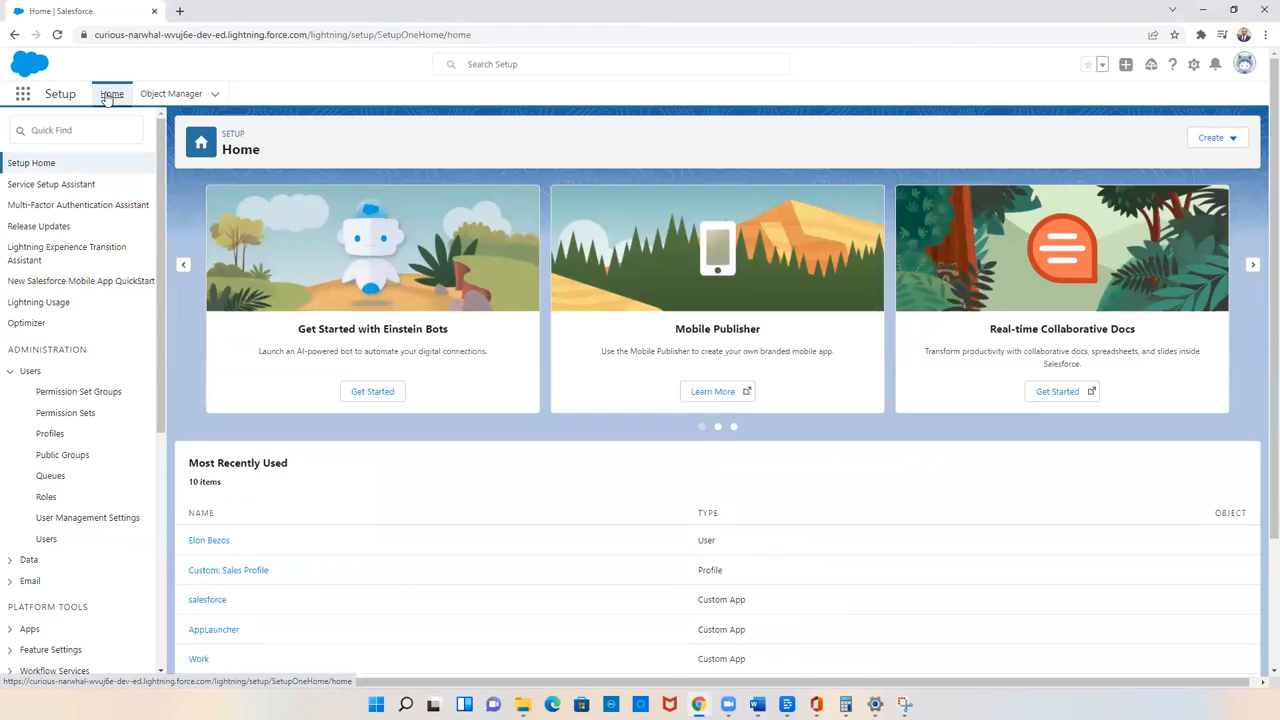 Home | Salesforce
curious-narwhal-wvuj6e-dev-ed.lightning.force.com/lightning/setup/SetupOneHome/home
Search Setup
Setup
Home
Object Manager
Quick Find
Setup Home
Service Setup Assistant
Multi-Factor Authentication Assistant
Release Updates
Lightning Experience Transition
Assistant
New Salesforce Mobile App QuickStart
Lightning Usage
Optimizer
ADMINISTRATION
Users
Permission Set Groups
Permission Sets
Profiles
Public Groups
Queues
Roles
User Management Settings
Users
Data
Email
PLATFORM TOOLS
Apps
Feature Settings
Workflow Services
SETUP
Home
Create
Get Started with Einstein Bots
Launch an AI-powered bot to automate your digital connections.
Get Started
Mobile Publisher
Use the Mobile Publisher to create your own branded mobile app.
Learn More
Real-time Collaborative Docs
Transform productivity with collaborative docs, spreadsheets, and slides inside
Salesforce.
Get Started
Most Recently Used
10 items
NAME TYPE OBJECT
Elon Bezos User
Custom: Sales Profile Profile
salesforce Custom App
AppLauncher Custom App
Work Custom App
https://curious-narwhal-wvuj6e-dev-ed.lightning.force.com/lightning/setup/SetupOneHome/home